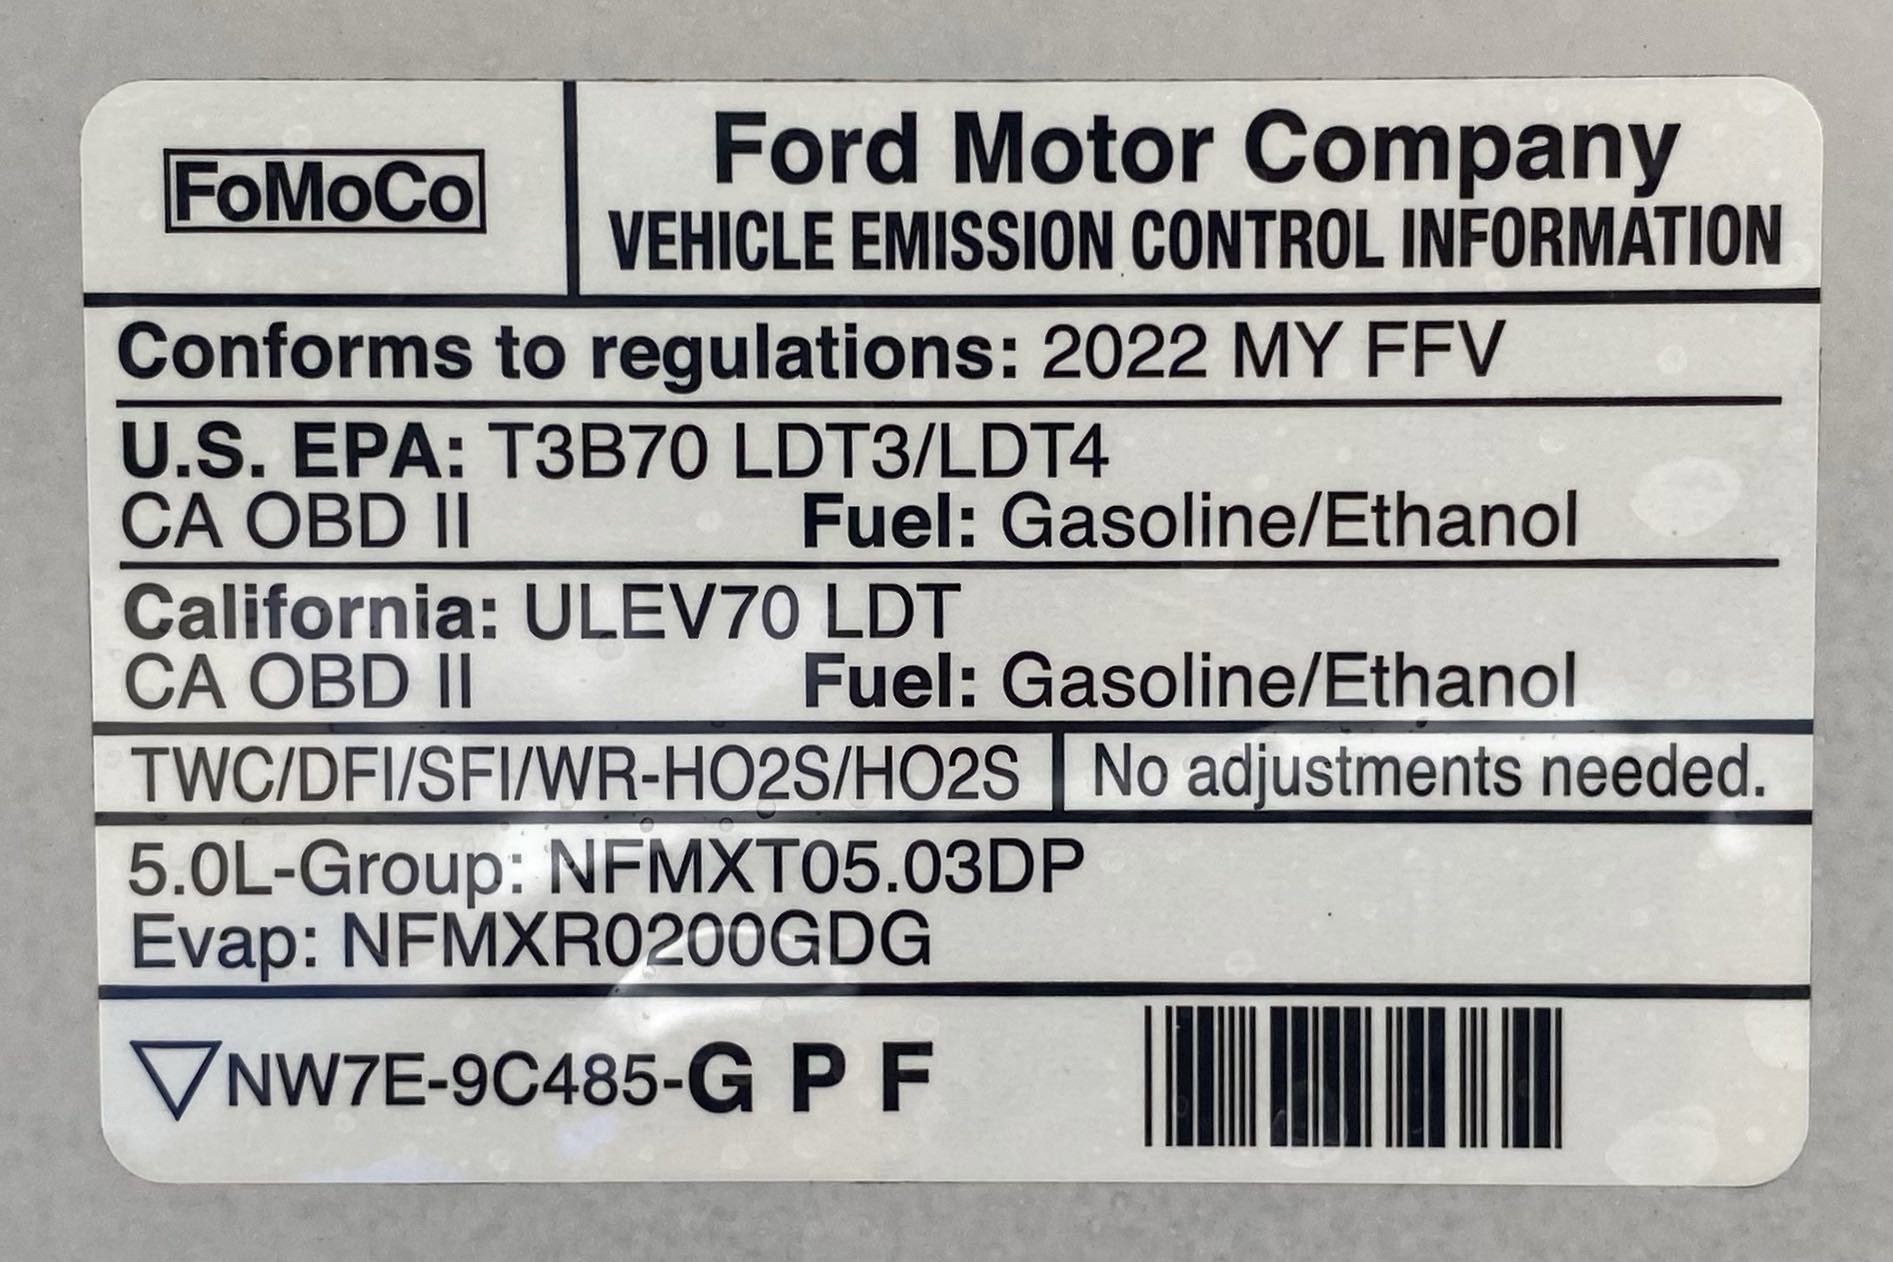 FoMoCo
Ford Motor Company
VEHICLE EMISSION CONTROL INFORMATION
Conforms to regulations: 2022 MY FFV
U.S. EPA: T3B70 LDT3/LDT4
CA OBD II Fuel: Gasoline/Ethanol
California: ULEV70 LDT
CA OBD II Fuel: Gasoline/Ethanol
TWC/DFI/SFI/WR-HO2S/HO2S No adjustments needed.
5.0L-Group: NFMXT05.03DP
Evap: NFMXR0200GDG
▽NW7E-9C485-G P F